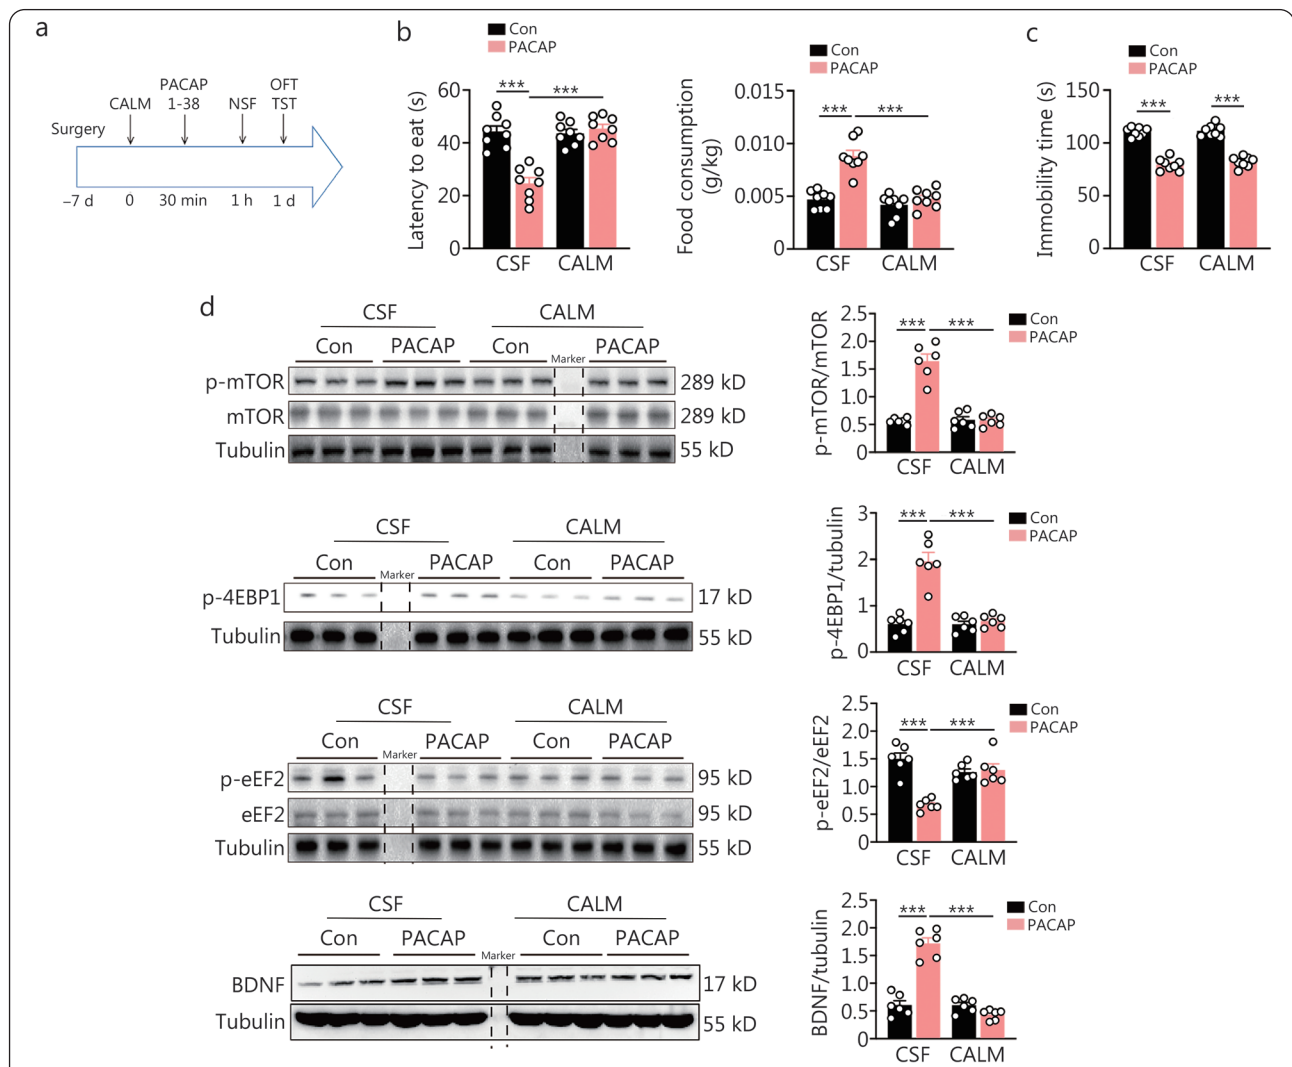 a
PACAP
1-38
OFT
TST
CALM
NSF
Surgery
–7 d
0
30 min
1 h
1 d
b
Con
PACAP
***
***
Latency to eat (s)
60
40
20
0
CSF
CALM
Con
PACAP
***
***
Food consumption
(g/kg)
0.015
0.010
0.005
0.000
CSF
CALM
c
Con
PACAP
***
***
Immobility time (s)
150
100
50
0
CSF
CALM
d
CSF
CALM
Con
PACAP
Con
Marker
PACAP
p-mTOR
289 kD
mTOR
289 kD
Tubulin
55 kD
Con
PACAP
***
***
p-mTOR/mTOR
2.5
2.0
1.5
1.0
0.5
0
CSF
CALM
CSF
CALM
Con
Marker
PACAP
Con
PACAP
p-4EBP1
17 kD
Tubulin
55 kD
Con
PACAP
***
***
p-4EBP1/tubulin
3
2
1
0
CSF
CALM
CSF
CALM
Con
Marker
PACAP
Con
PACAP
p-eEF2
95 kD
eEF2
95 kD
Tubulin
55 kD
Con
PACAP
***
***
p-eEF2/eEF2
2.5
2.0
1.5
1.0
0.5
0
CSF
CALM
CSF
CALM
Con
PACAP
Marker
Con
PACAP
BDNF
17 kD
Tubulin
55 kD
Con
PACAP
***
***
BDNF/tubulin
2.5
2.0
1.5
1.0
0.5
0
CSF
CALM